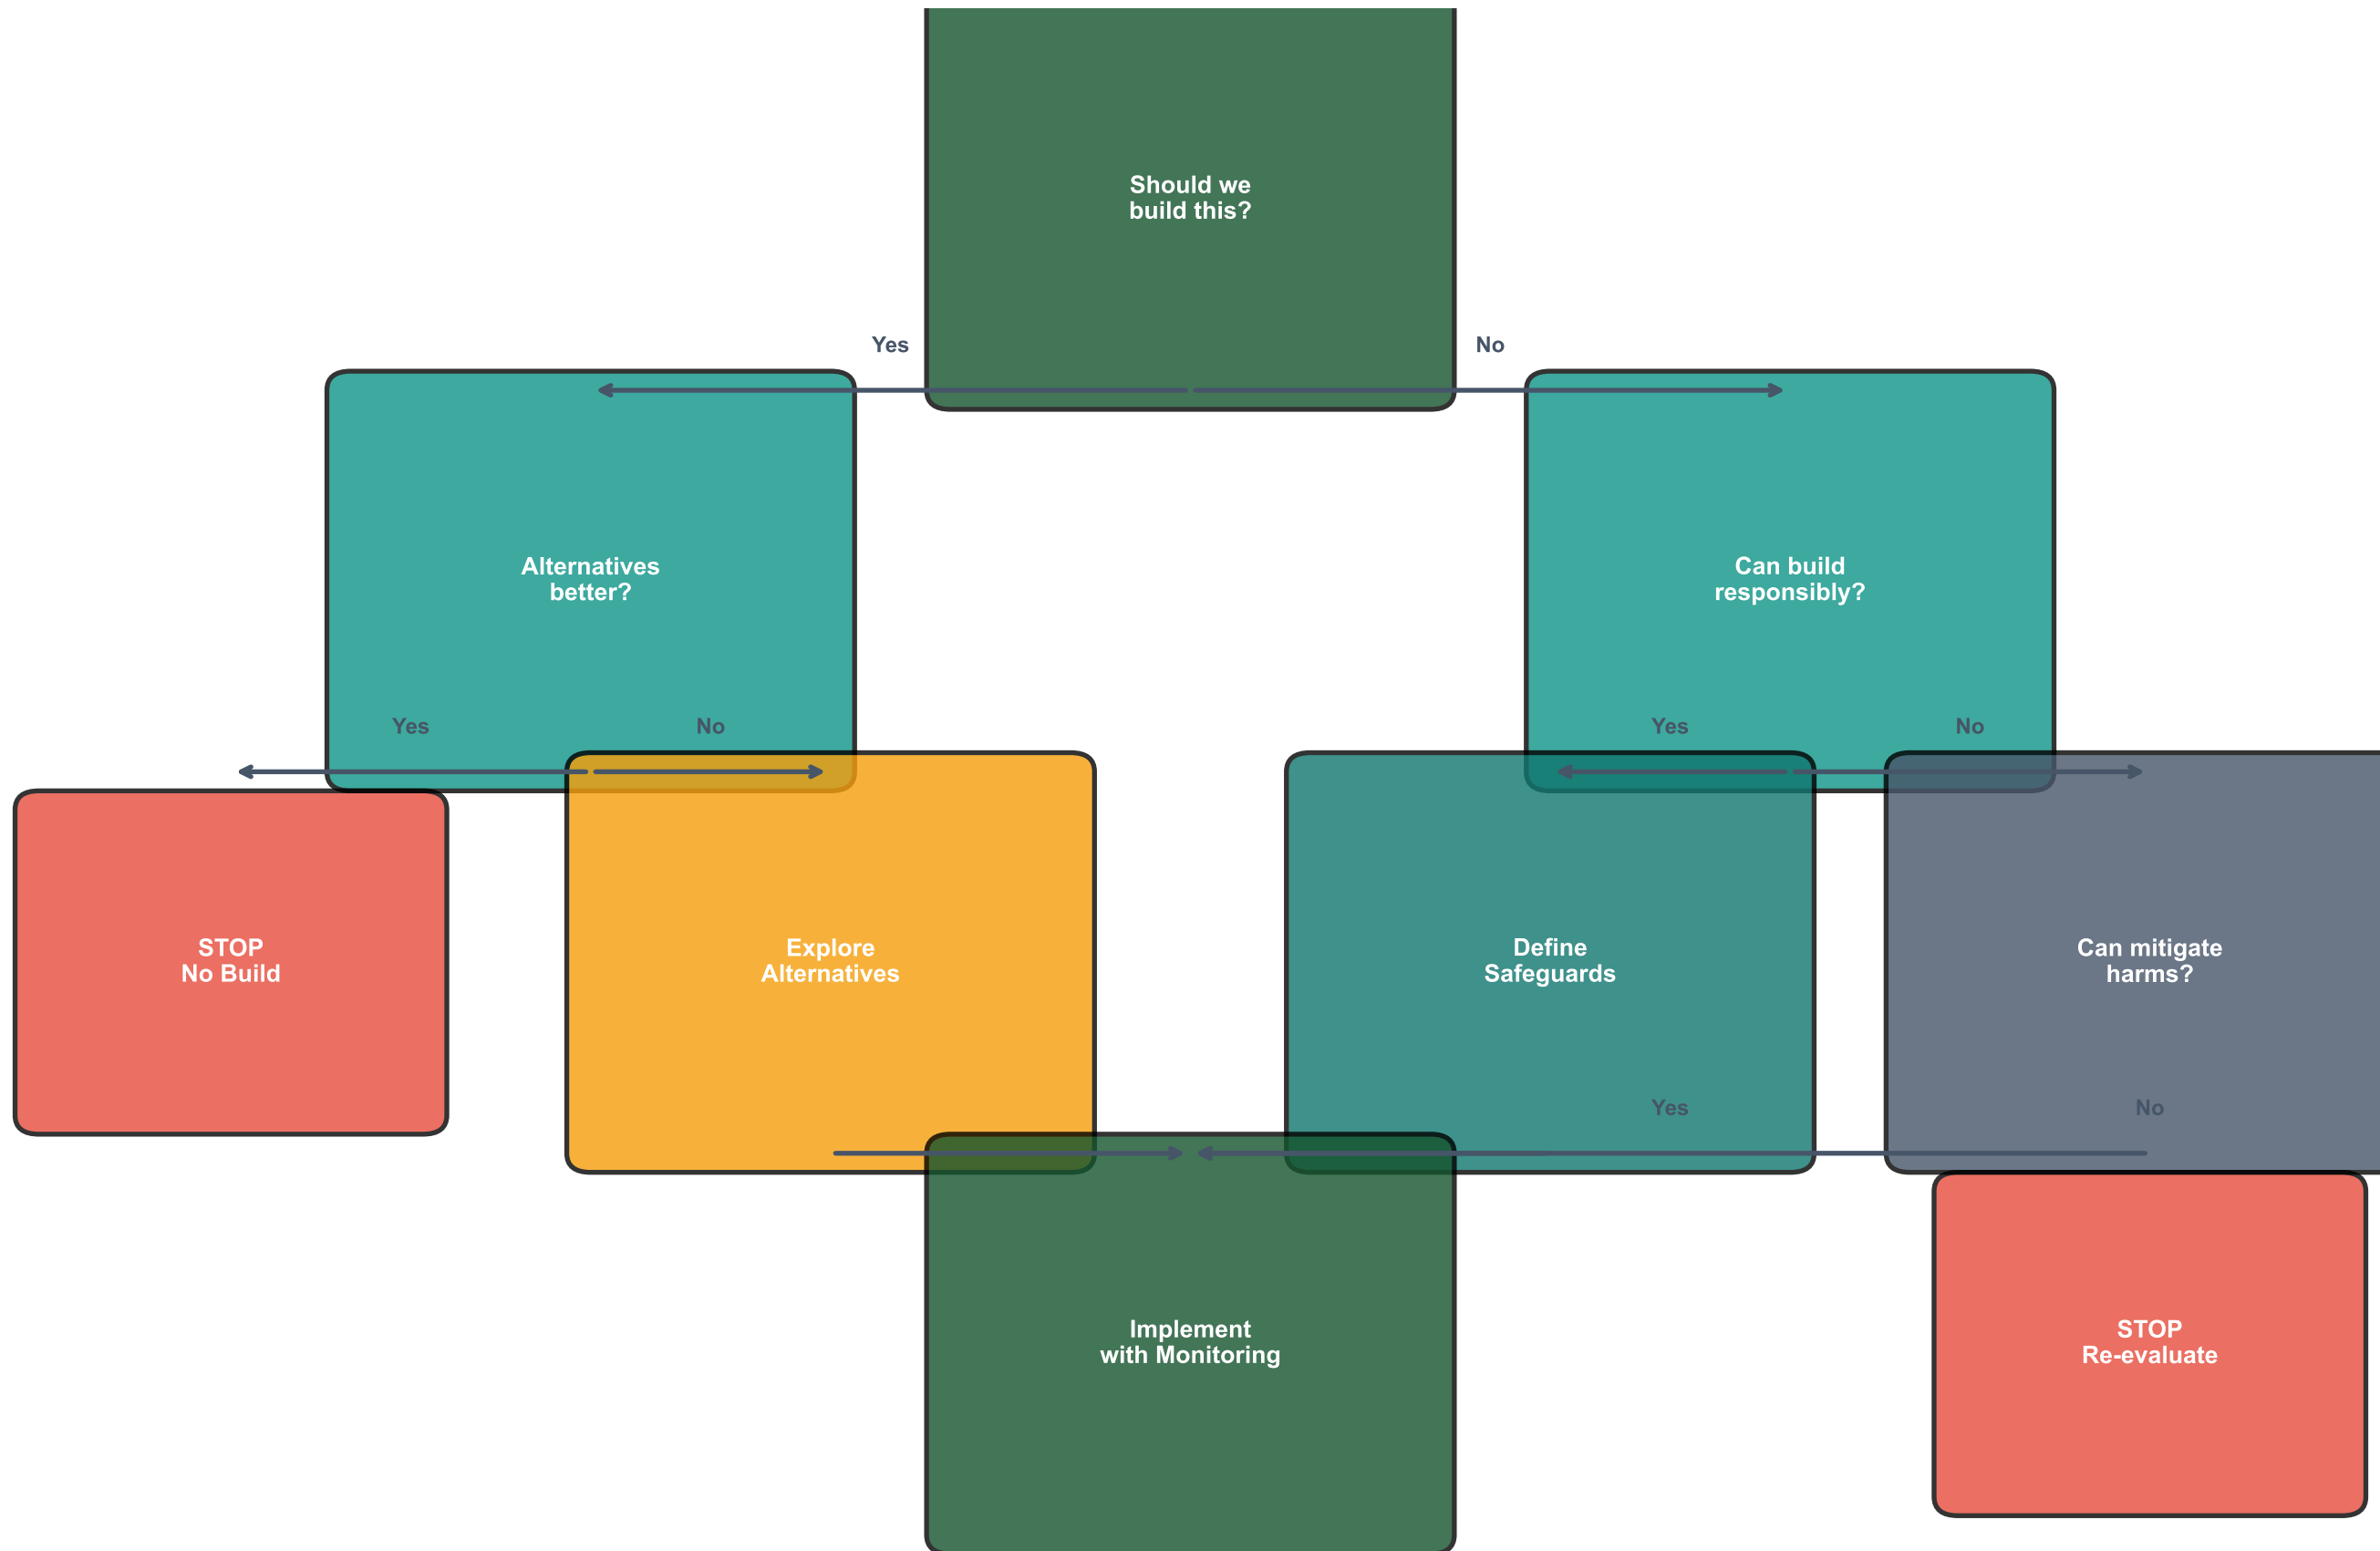 Should we
build this?
Yes
No
Alternatives
better?
Can build
responsibly?
Yes
No
Yes
No
STOP
No Build
Explore
Alternatives
Define
Safeguards
Can mitigate
harms?
Yes
No
Implement
with Monitoring
STOP
Re-evaluate